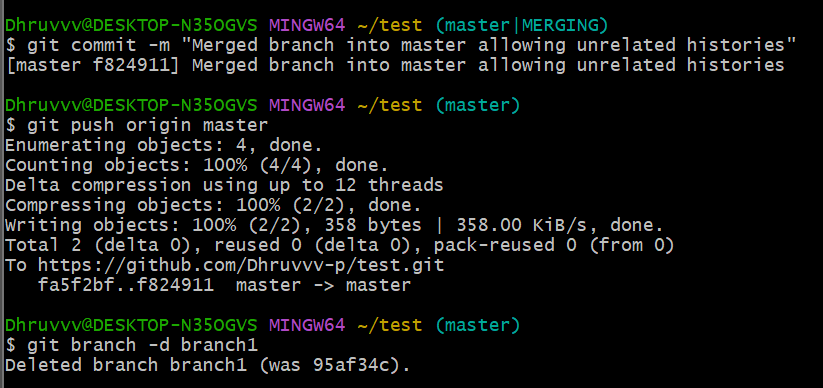 Dhruvvv@DESKTOP-N35OGVS MINGW64 ~/test (master|MERGING)
$ git commit -m "Merged branch into master allowing unrelated histories"
[master f824911] Merged branch into master allowing unrelated histories
Dhruvvv@DESKTOP-N35OGVS MINGW64 ~/test (master)
$ git push origin master
Enumerating objects: 4, done.
Counting objects: 100% (4/4), done.
Delta compression using up to 12 threads
Compressing objects: 100% (2/2), done.
Writing objects: 100% (2/2), 358 bytes | 358.00 KiB/s, done.
Total 2 (delta 0), reused 0 (delta 0), pack-reused 0 (from 0)
To https://github.com/Dhruvvv-p/test.git
   fa5f2bf..f824911  master -> master
Dhruvvv@DESKTOP-N35OGVS MINGW64 ~/test (master)
$ git branch -d branch1
Deleted branch branch1 (was 95af34c).